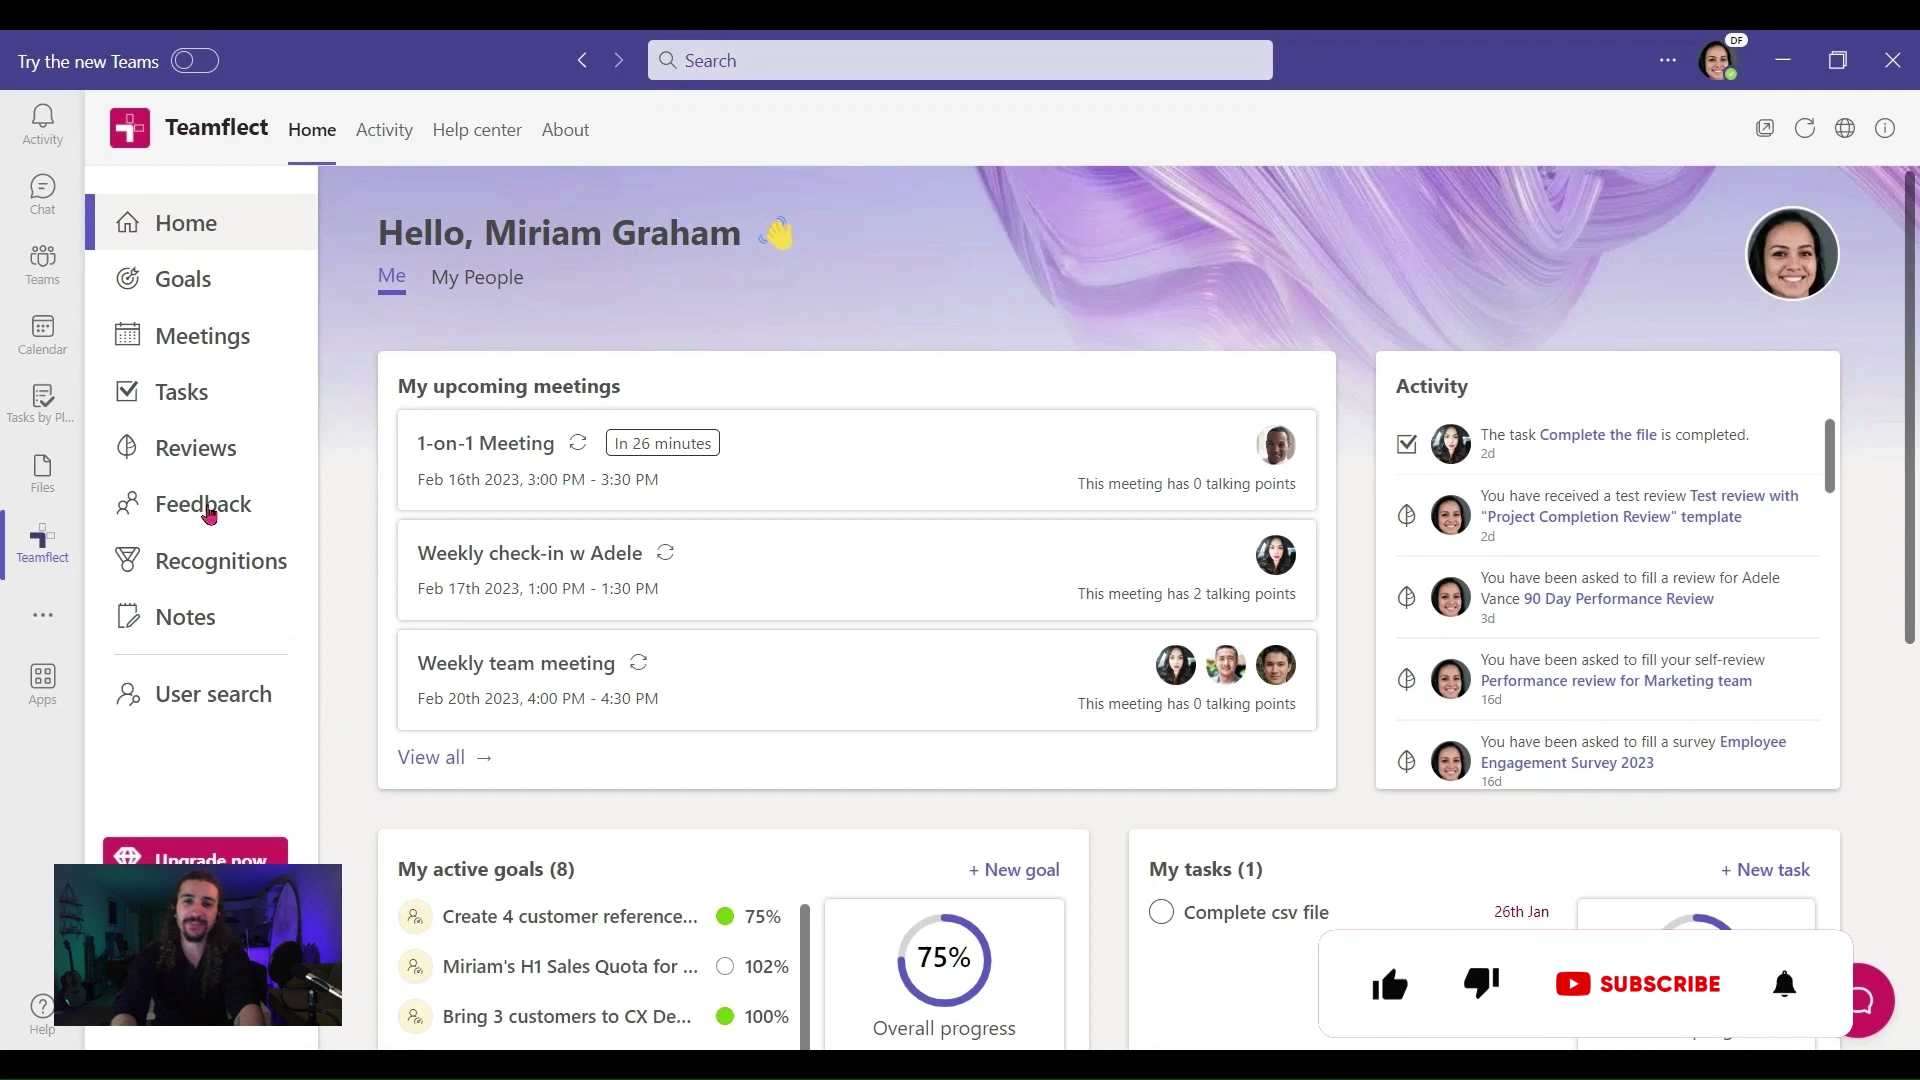 Try the new Teams
Search
DF
Activity
Chat
Teams
Calendar
Tasks by Pl...
Files
Teamflect
Apps
Help
Teamflect
Home
Activity
Help center
About
Home
Goals
Meetings
Tasks
Reviews
Feedback
Recognitions
Notes
User search
Upgrade now
Hello, Miriam Graham 👋
Me
My People
My upcoming meetings
1-on-1 Meeting
In 26 minutes
Feb 16th 2023, 3:00 PM - 3:30 PM
This meeting has 0 talking points
Weekly check-in w Adele
Feb 17th 2023, 1:00 PM - 1:30 PM
This meeting has 2 talking points
Weekly team meeting
Feb 20th 2023, 4:00 PM - 4:30 PM
This meeting has 0 talking points
View all →
Activity
The task Complete the file is completed.
2d
You have received a test review Test review with
"Project Completion Review" template
2d
You have been asked to fill a review for Adele
Vance 90 Day Performance Review
3d
You have been asked to fill your self-review
Performance review for Marketing team
16d
You have been asked to fill a survey Employee
Engagement Survey 2023
16d
My active goals (8)
+ New goal
Create 4 customer reference... 75%
Miriam's H1 Sales Quota for ... 102%
Bring 3 customers to CX De... 100%
75%
Overall progress
My tasks (1)
+ New task
Complete csv file
26th Jan
SUBSCRIBE